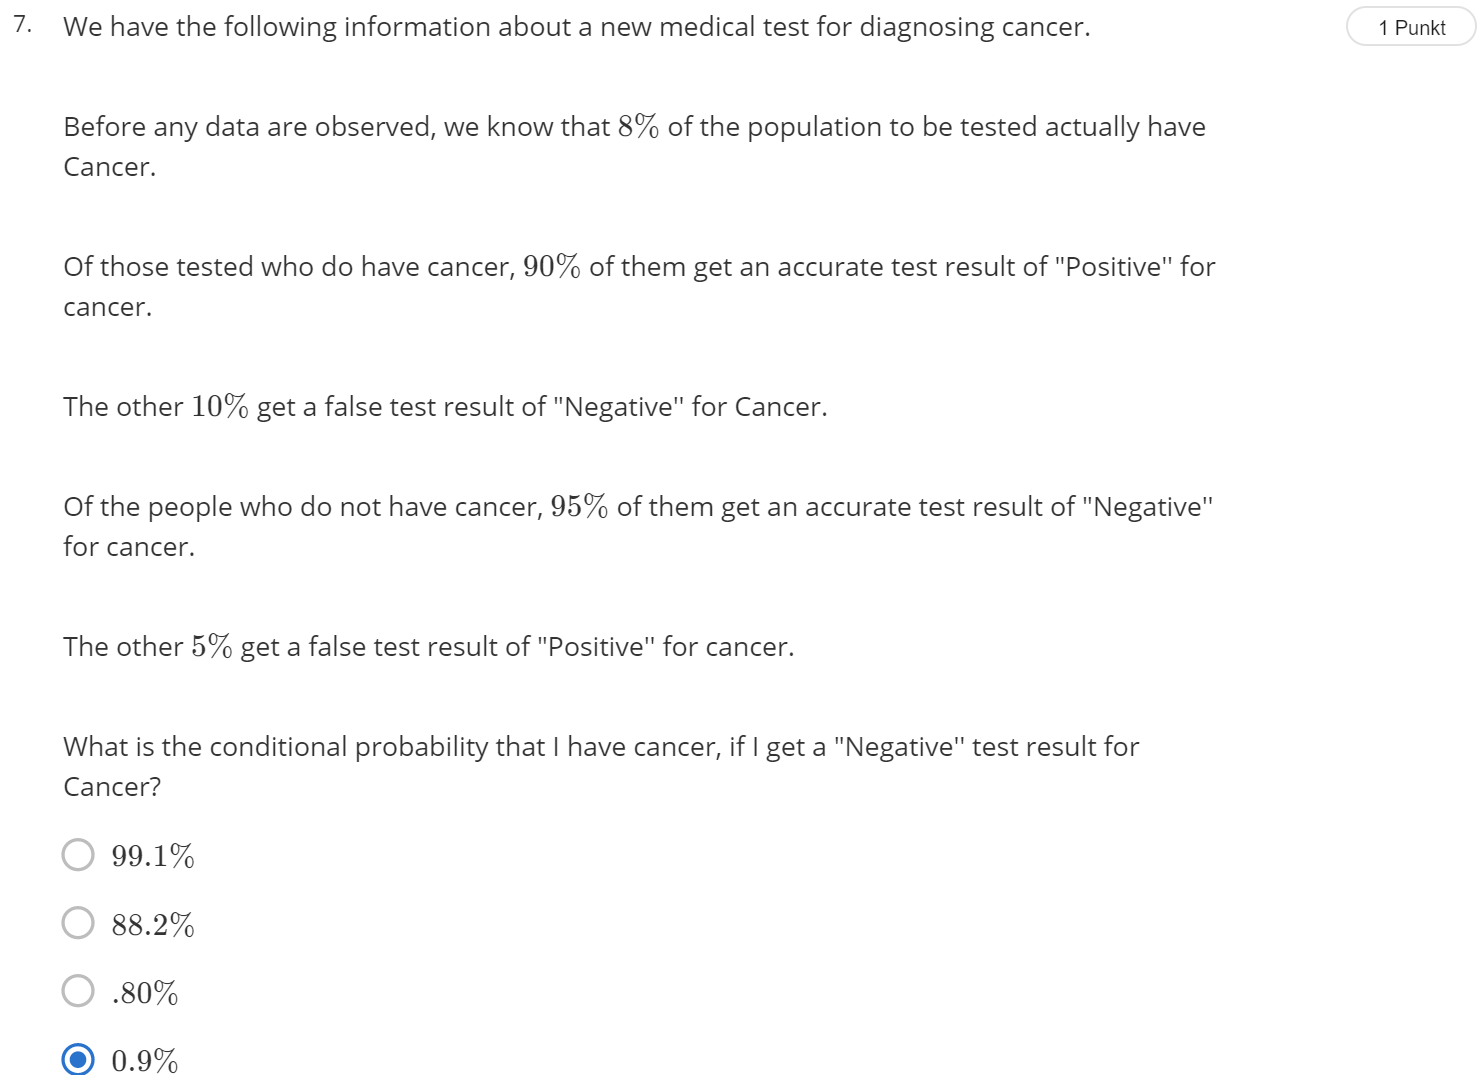 7. We have the following information about a new medical test for diagnosing cancer.
1 Punkt
Before any data are observed, we know that 8% of the population to be tested actually have
Cancer.
Of those tested who do have cancer, 90% of them get an accurate test result of "Positive'' for
cancer.
The other 10% get a false test result of "Negative'' for Cancer.
Of the people who do not have cancer, 95% of them get an accurate test result of "Negative''
for cancer.
The other 5% get a false test result of "Positive'' for cancer.
What is the conditional probability that I have cancer, if I get a "Negative'' test result for
Cancer?
99.1%
88.2%
.80%
0.9%